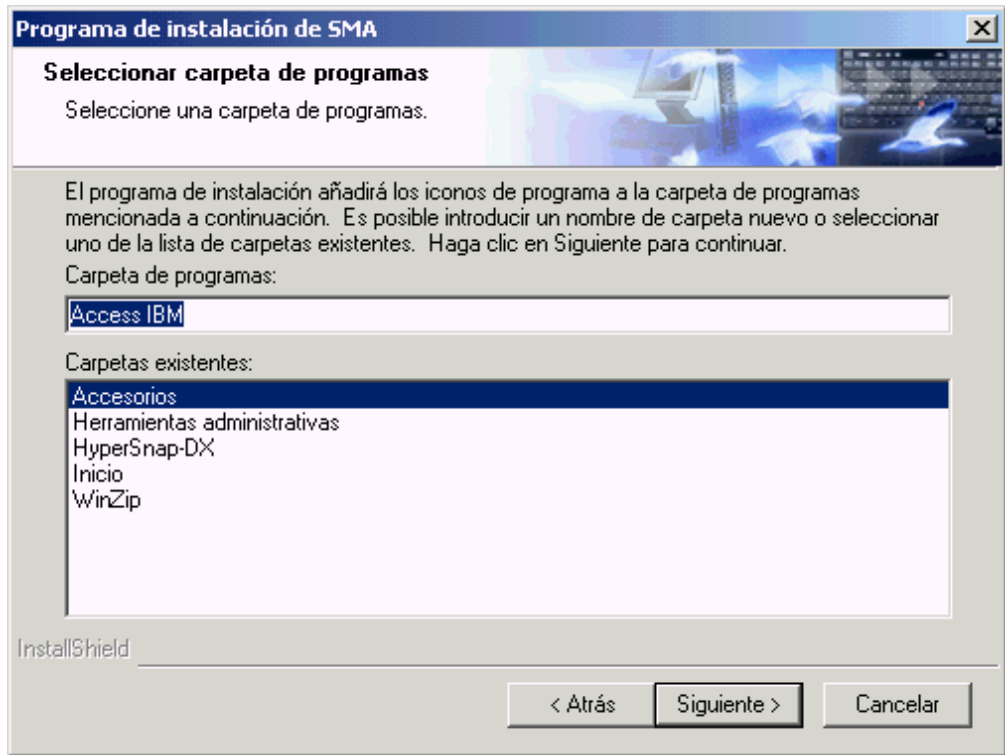 Programa de instalación de SMA
Seleccionar carpeta de programas
Seleccione una carpeta de programas.
El programa de instalación añadirá los iconos de programa a la carpeta de programas
mencionada a continuación.  Es posible introducir un nombre de carpeta nuevo o seleccionar
uno de la lista de carpetas existentes.  Haga clic en Siguiente para continuar.
Carpeta de programas:
Access IBM
Carpetas existentes:
Accesorios
Herramientas administrativas
HyperSnap-DX
Inicio
WinZip
InstallShield
< Atrás
Siguiente >
Cancelar